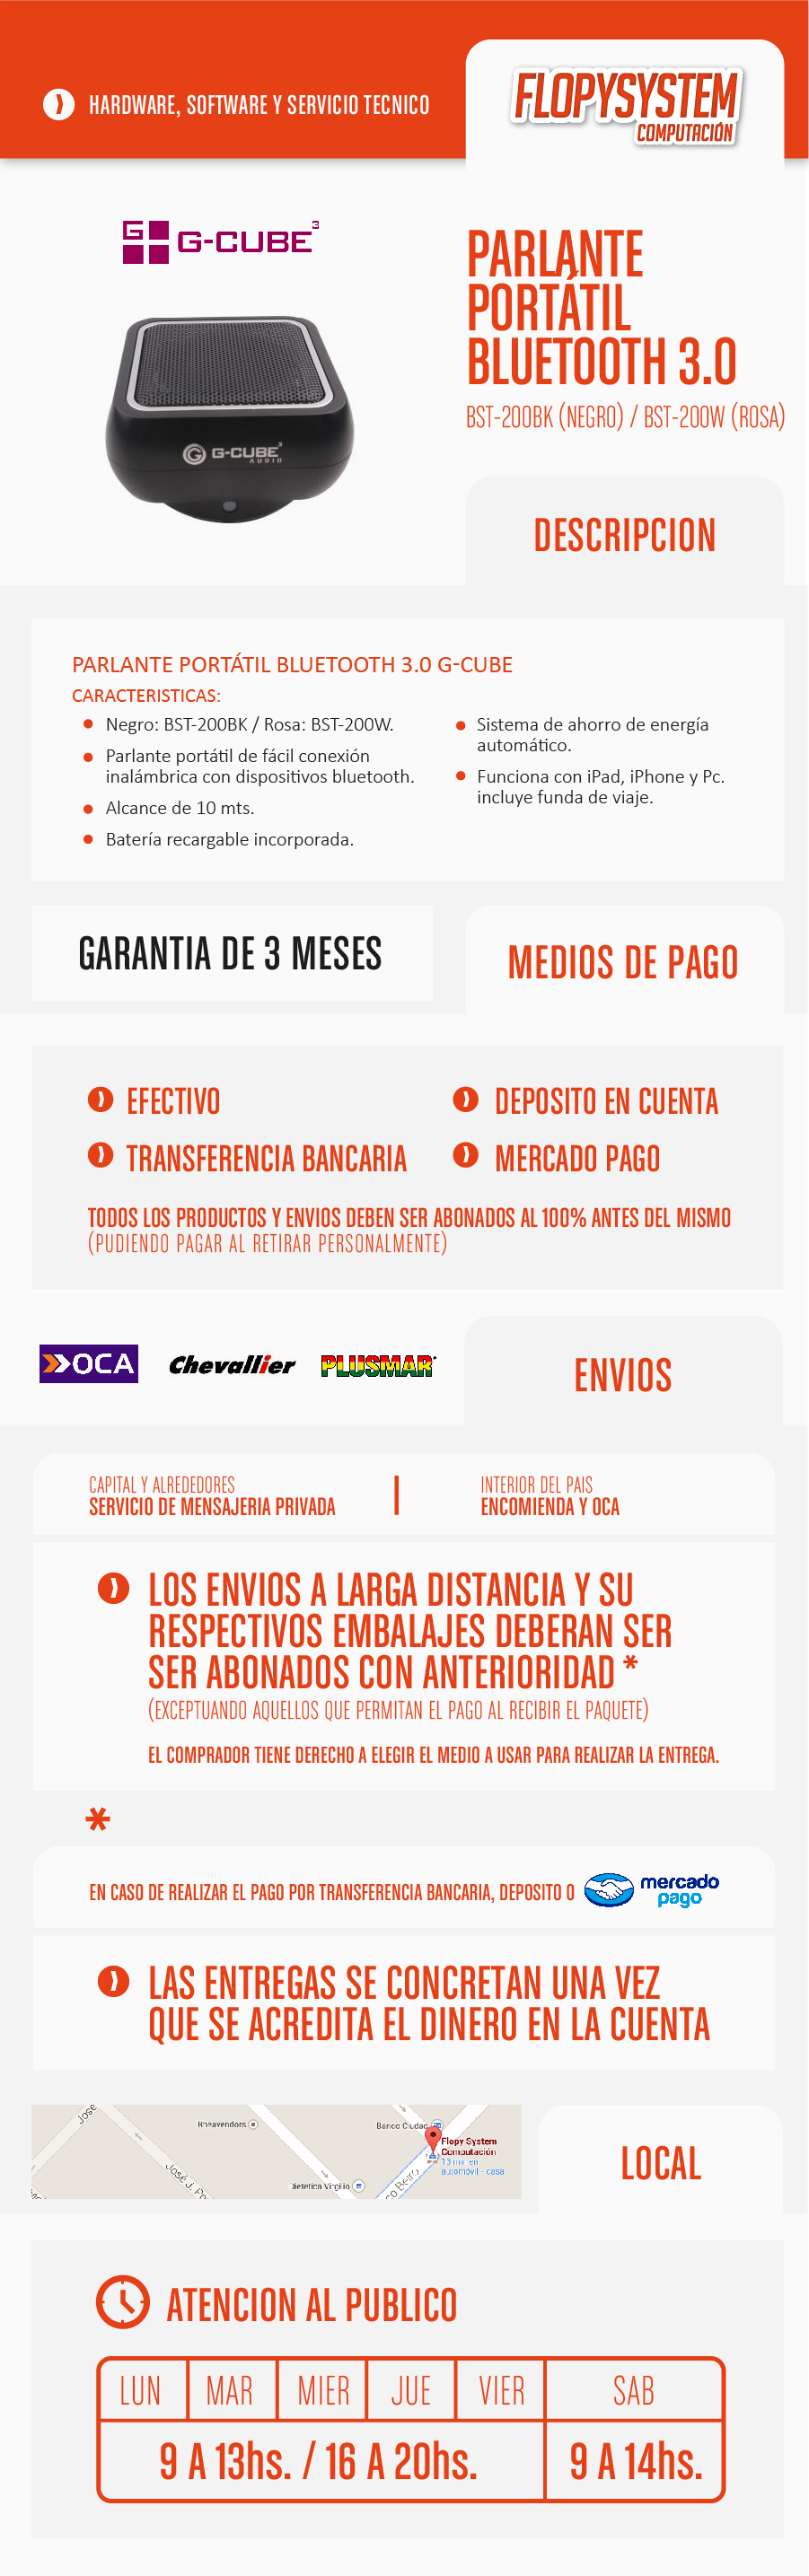 HARDWARE, SOFTWARE Y SERVICIO TECNICO
FLOPYSYSTEM
COMPUTACIÓN
G G-CUBE3
PARLANTE
PORTÁTIL
BLUETOOTH 3.0
BST-200BK (NEGRO) / BST-200W (ROSA)
G G-CUBE3
AUDIO
DESCRIPCION
PARLANTE PORTÁTIL BLUETOOTH 3.0 G-CUBE
CARACTERISTICAS:
Negro: BST-200BK / Rosa: BST-200W.
Parlante portátil de fácil conexión
inalámbrica con dispositivos bluetooth.
Alcance de 10 mts.
Batería recargable incorporada.
Sistema de ahorro de energía
automático.
Funciona con iPad, iPhone y Pc.
incluye funda de viaje.
GARANTIA DE 3 MESES
MEDIOS DE PAGO
EFECTIVO
DEPOSITO EN CUENTA
TRANSFERENCIA BANCARIA
MERCADO PAGO
TODOS LOS PRODUCTOS Y ENVIOS DEBEN SER ABONADOS AL 100% ANTES DEL MISMO
(PUDIENDO PAGAR AL RETIRAR PERSONALMENTE)
OCA
Chevallier
PLUSMAR
ENVIOS
CAPITAL Y ALREDEDORES
SERVICIO DE MENSAJERIA PRIVADA
INTERIOR DEL PAIS
ENCOMIENDA Y OCA
LOS ENVIOS A LARGA DISTANCIA Y SU
RESPECTIVOS EMBALAJES DEBERAN SER
SER ABONADOS CON ANTERIORIDAD *
(EXCEPTUANDO AQUELLOS QUE PERMITAN EL PAGO AL RECIBIR EL PAQUETE)
EL COMPRADOR TIENE DERECHO A ELEGIR EL MEDIO A USAR PARA REALIZAR LA ENTREGA.
*
EN CASO DE REALIZAR EL PAGO POR TRANSFERENCIA BANCARIA, DEPOSITO O
mercado
pago
LAS ENTREGAS SE CONCRETAN UNA VEZ
QUE SE ACREDITA EL DINERO EN LA CUENTA
José
José J. Po
Banco Ciudad
Flopy System
Computación
13 min en
automóvil - casa
Dietetica Virgilio
co Beiró
LOCAL
ATENCION AL PUBLICO
LUN MAR MIER JUE VIER SAB
9 A 13hs. / 16 A 20hs. 9 A 14hs.